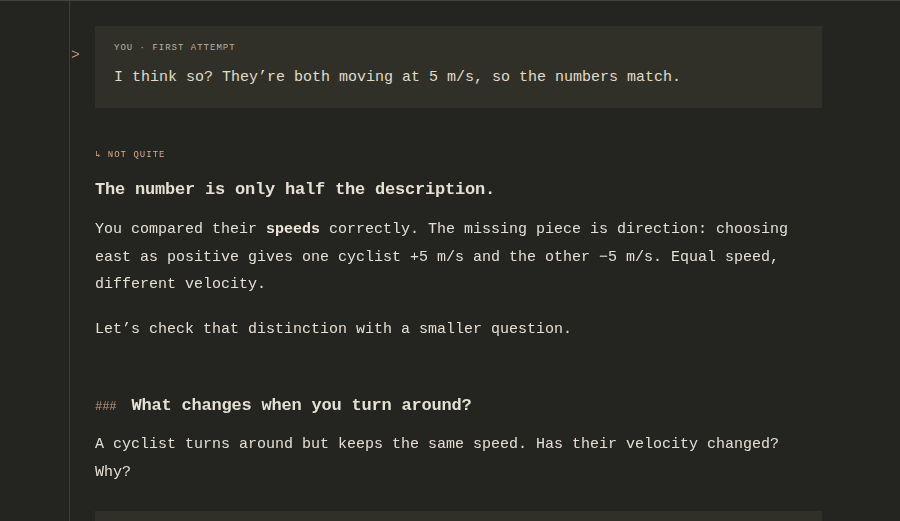 >
YOU · FIRST ATTEMPT
I think so? They’re both moving at 5 m/s, so the numbers match.
↳ NOT QUITE
The number is only half the description.
You compared their speeds correctly. The missing piece is direction: choosing
east as positive gives one cyclist +5 m/s and the other −5 m/s. Equal speed,
different velocity.
Let’s check that distinction with a smaller question.
### What changes when you turn around?
A cyclist turns around but keeps the same speed. Has their velocity changed?
Why?